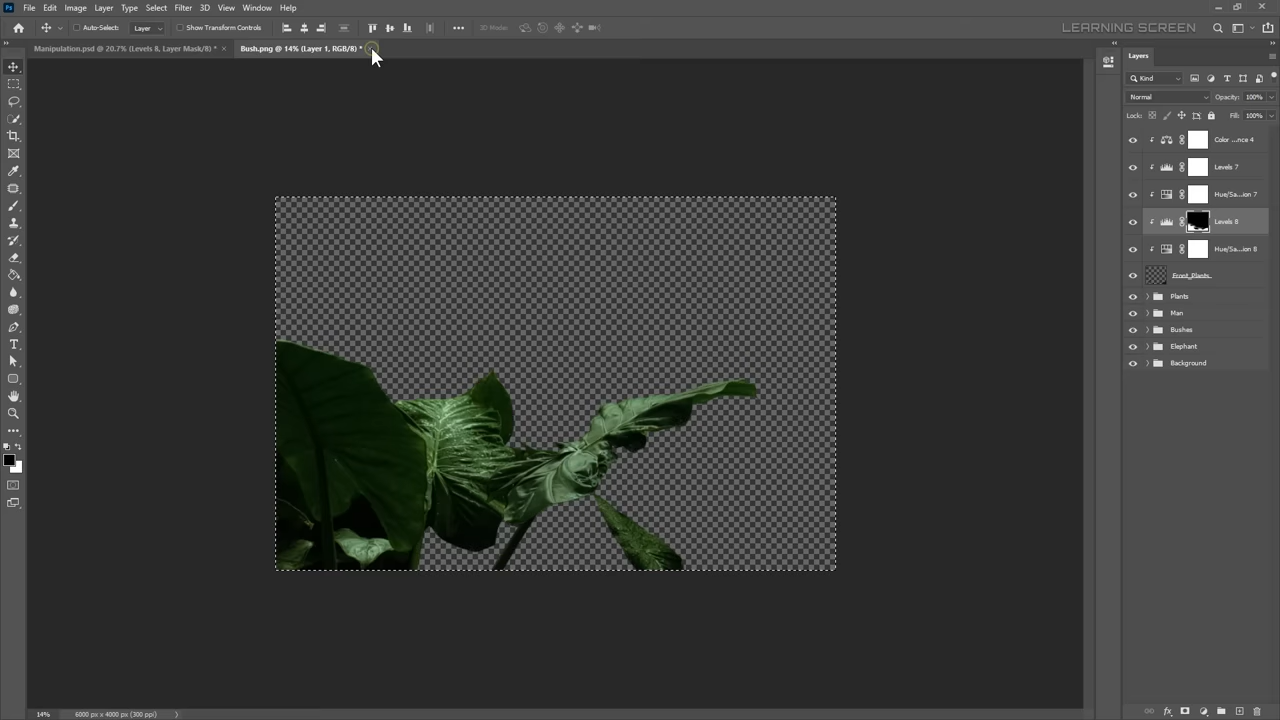 Ps File Edit Image Layer Type Select Filter 3D View Window Help
Auto-Select: Layer Show Transform Controls 3D Mode: LEARNING SCREEN
Manipulation.psd @ 20.7% (Levels 8, Layer Mask/8) * × Bush.png @ 14% (Layer 1, RGB/8) *
Layers
Kind
Normal Opacity: 100%
Lock: Fill: 100%
Color ...nce 4
Levels 7
Hue/Sa...ion 7
Levels 8
Hue/Sa...ion 8
Front_Plants
Plants
Man
Bushes
Elephant
Background
14% 6000 px x 4000 px (300 ppi)